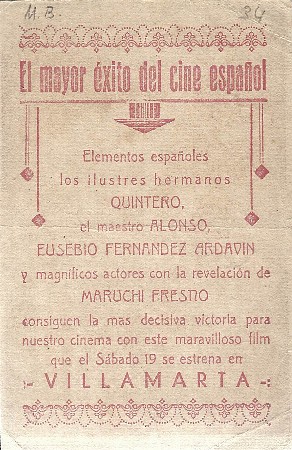 M. B.
34
El mayor éxito del cine español
Elementos españoles
los ilustres hermanos
QUINTERO,
el maestro ALONSO,
EUSEBIO FERNANDEZ ARDAVIN
y magníficos actores con la revelación de
MARUCHI FRESNO
consiguen la mas decisiva victoria para
nuestro cinema con este maravilloso film
que el Sábado 19 se estrena en
:- VILLAMARTA -: